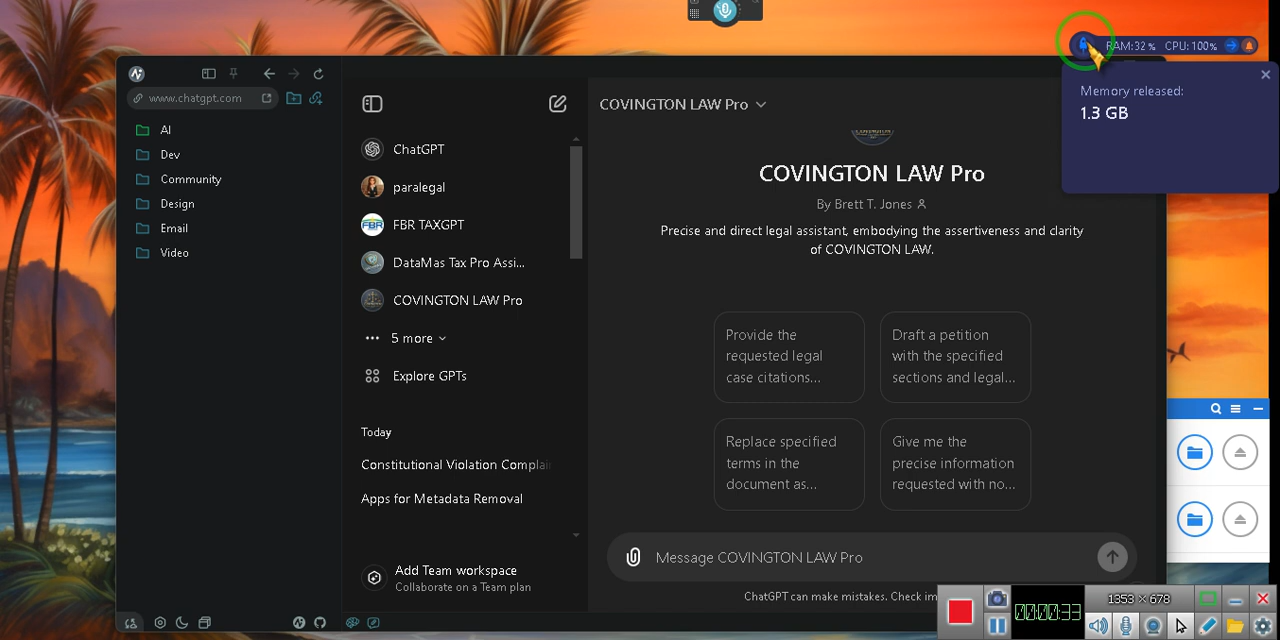 RAM:32 % CPU: 100%
Memory released:
1.3 GB
www.chatgpt.com
AI
Dev
Community
Design
Email
Video
ChatGPT
paralegal
FBR
FBR TAXGPT
DataMas Tax Pro Assi...
COVINGTON LAW Pro
5 more
Explore GPTs
Today
Constitutional Violation Complai
Apps for Metadata Removal
Add Team workspace
Collaborate on a Team plan
COVINGTON LAW Pro
COVINGTON LAW Pro
By Brett T. Jones
Precise and direct legal assistant, embodying the assertiveness and clarity
of COVINGTON LAW.
Provide the
requested legal
case citations...
Draft a petition
with the specified
sections and legal...
Replace specified
terms in the
document as...
Give me the
precise information
requested with no...
Message COVINGTON LAW Pro
ChatGPT can make mistakes. Check im
00:00:33
1353 × 678